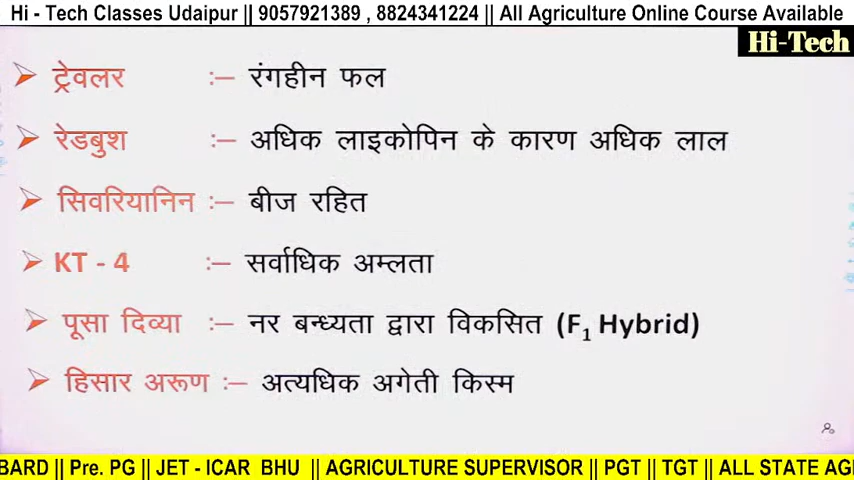 Hi - Tech Classes Udaipur || 9057921389 , 8824341224 || All Agriculture Online Course Available
Hi-Tech
ट्रेवलर :– रंगहीन फल
रेडबुश :– अधिक लाइकोपिन के कारण अधिक लाल
सिवरियानिन :– बीज रहित
KT - 4 :– सर्वाधिक अम्लता
पूसा दिव्या :– नर बन्ध्यता द्वारा विकसित (F1 Hybrid)
हिसार अरूण :– अत्यधिक अगेती किस्म
BARD || Pre. PG || JET - ICAR BHU || AGRICULTURE SUPERVISOR || PGT || TGT || ALL STATE AG